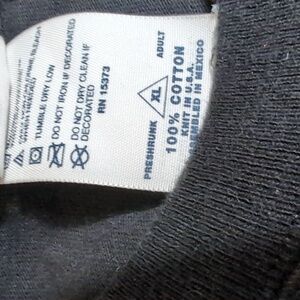 ADULT
XL
PRESHRUNK
100% COTTON
KNIT IN U.S.A.
ASSEMBLED IN MEXICO
TUMBLE DRY LOW
DO NOT IRON IF DECORATED
DO NOT DRY CLEAN IF
DECORATED
RN 15373